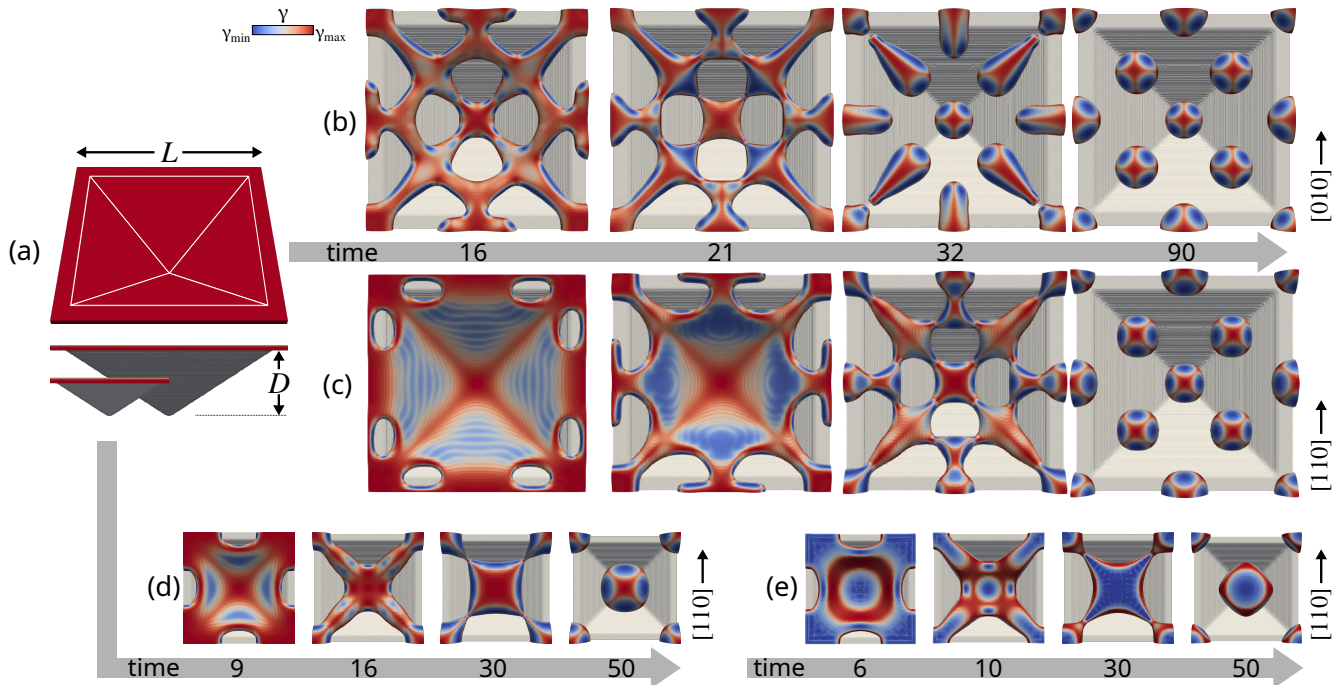 γ
γmin γmax
(b)
[010]
L
(a)
time 16 21 32 90
D
(c)
[110]
(d)
[110]
(e)
[110]
time 9 16 30 50
time 6 10 30 50